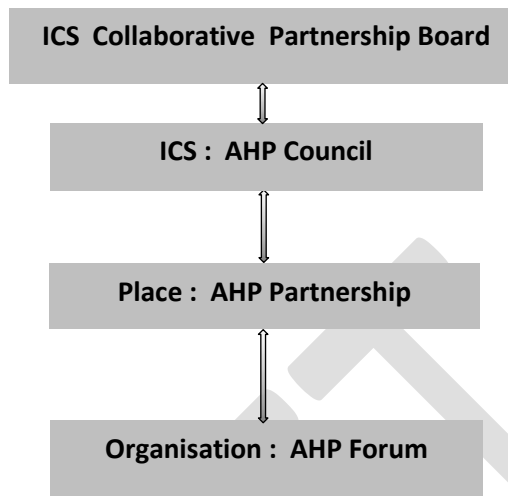 ICS Collaborative Partnership Board
ICS : AHP Council
Place : AHP Partnership
Organisation : AHP Forum